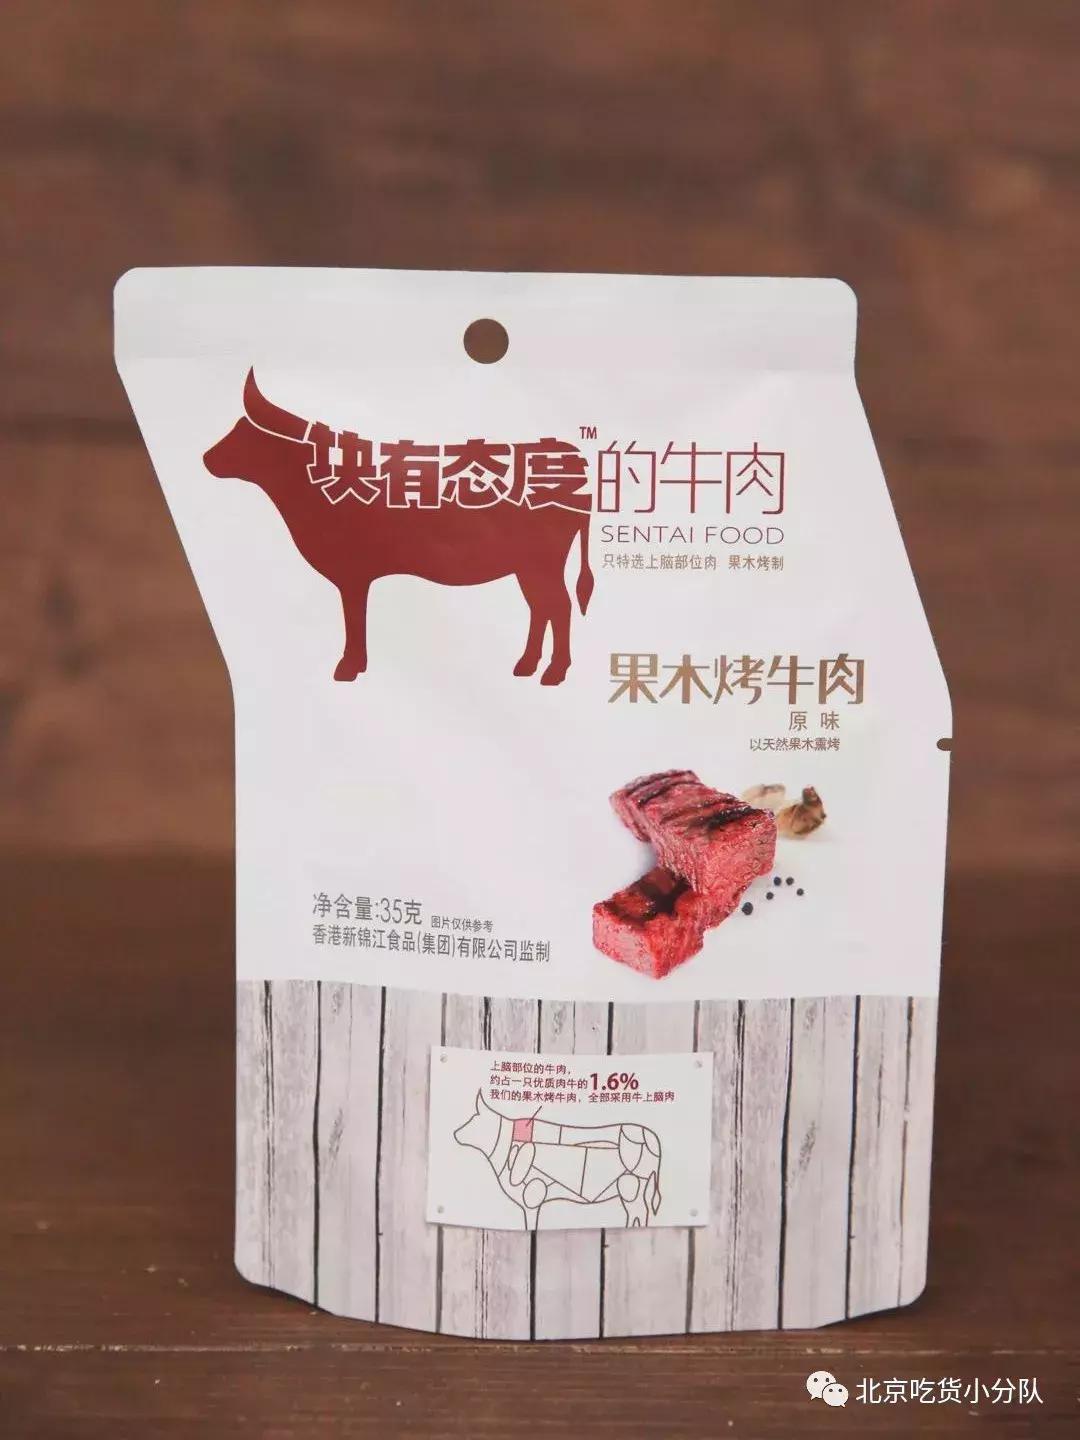 块有态度™的牛肉
SENTAI FOOD
只特选上脑部位肉 果木烤制
果木烤牛肉
原味
以天然果木熏烤
净含量:35克 图片仅供参考
香港新锦江食品(集团)有限公司监制
上脑部位的牛肉，
约占一只优质肉牛的1.6%
我们的果木烤牛肉，全部采用牛上脑肉
北京吃货小分队